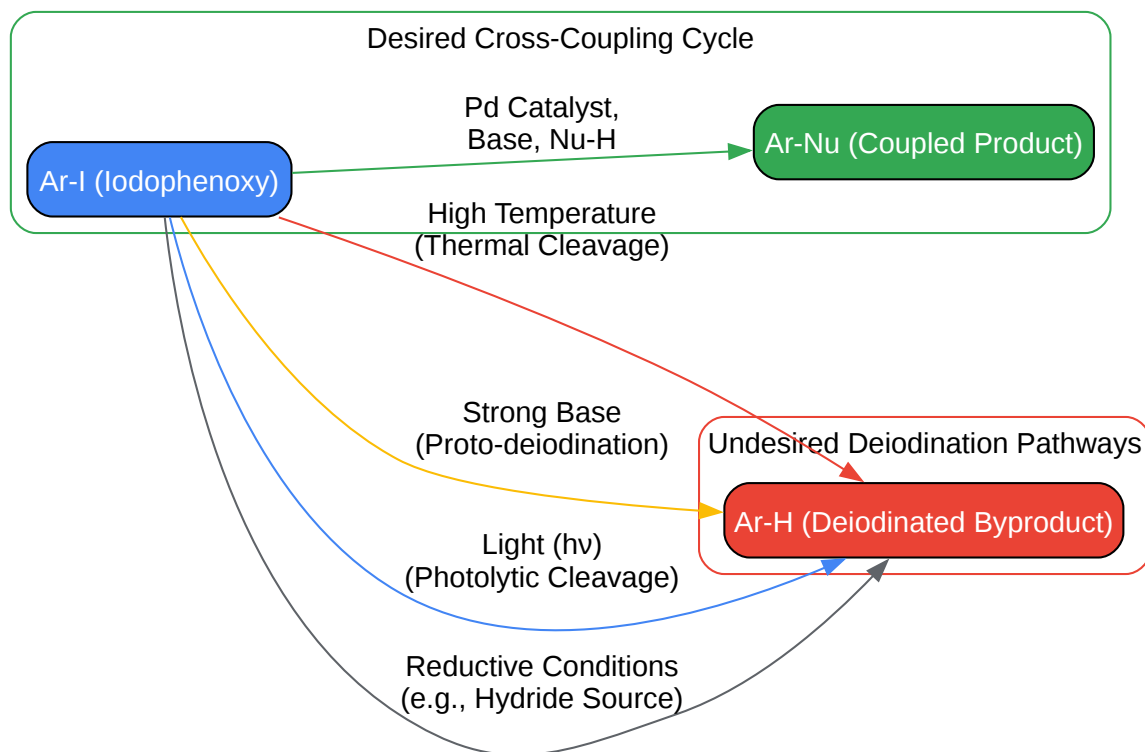 Desired Cross-Coupling Cycle
Pd Catalyst,
Base, Nu-H
Ar-I (Iodophenoxy)
Ar-Nu (Coupled Product)
High Temperature
(Thermal Cleavage)
Strong Base
(Proto-deiodination)
Undesired Deiodination Pathways
Ar-H (Deiodinated Byproduct)
Light (hν)
(Photolytic Cleavage)
Reductive Conditions
(e.g., Hydride Source)